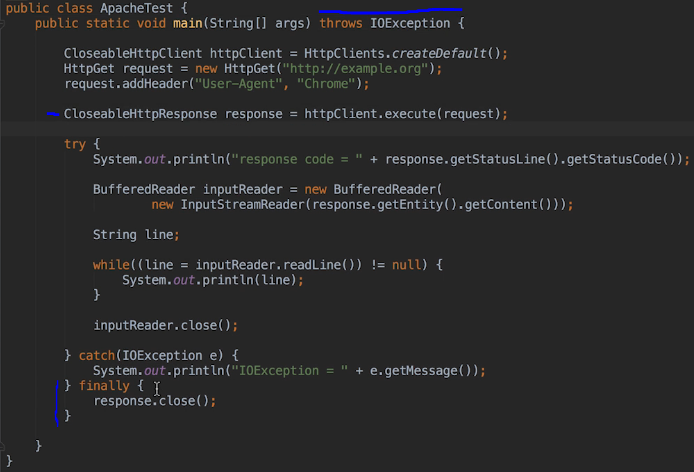 public class ApacheTest {
    public static void main(String[] args) throws IOException {
        CloseableHttpClient httpClient = HttpClients.createDefault();
        HttpGet request = new HttpGet("http://example.org");
        request.addHeader("User-Agent", "Chrome");
        CloseableHttpResponse response = httpClient.execute(request);
        try {
            System.out.println("response code = " + response.getStatusLine().getStatusCode());
            BufferedReader inputReader = new BufferedReader(
                    new InputStreamReader(response.getEntity().getContent()));
            String line;
            while((line = inputReader.readLine()) != null) {
                System.out.println(line);
            }
            inputReader.close();
        } catch(IOException e) {
            System.out.println("IOException = " + e.getMessage());
        } finally {
            response.close();
        }
    }
}